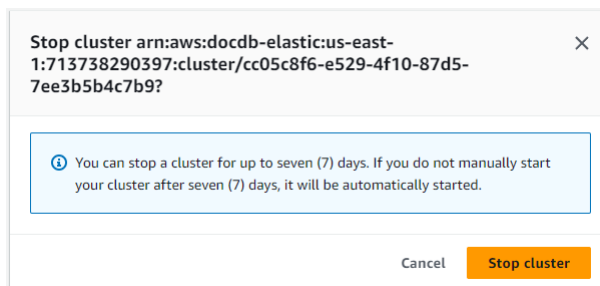 Stop cluster arn:aws:docdb-elastic:us-east-
1:713738290397:cluster/cc05c8f6-e529-4f10-87d5-
7ee3b5b4c7b9?
You can stop a cluster for up to seven (7) days. If you do not manually start
your cluster after seven (7) days, it will be automatically started.
Cancel Stop cluster